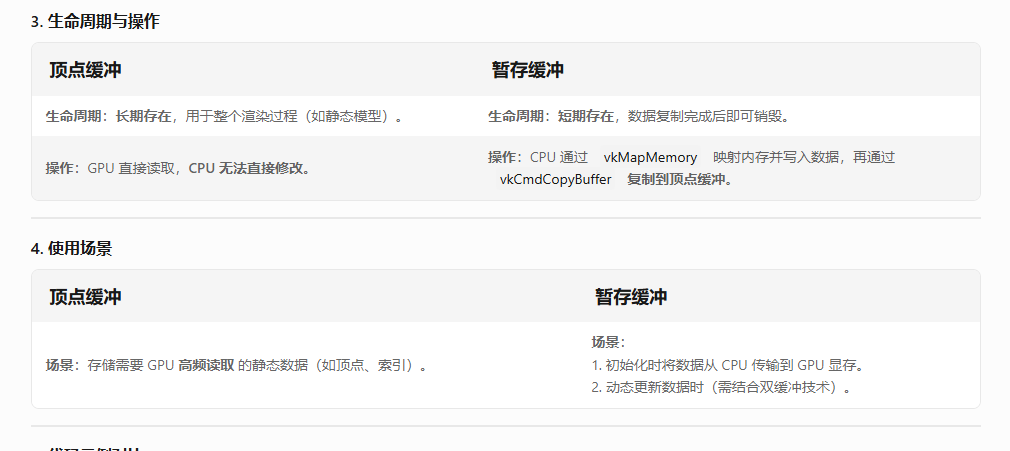 3. 生命周期与操作
顶点缓冲 暂存缓冲
生命周期：长期存在，用于整个渲染过程（如静态模型）。
生命周期：短期存在，数据复制完成后即可销毁。
操作：GPU 直接读取，CPU 无法直接修改。
操作：CPU 通过 vkMapMemory 映射内存并写入数据，再通过
vkCmdCopyBuffer 复制到顶点缓冲。
4. 使用场景
顶点缓冲 暂存缓冲
场景：存储需要 GPU 高频读取 的静态数据（如顶点、索引）。
场景：
1. 初始化时将数据从 CPU 传输到 GPU 显存。
2. 动态更新数据时（需结合双缓冲技术）。